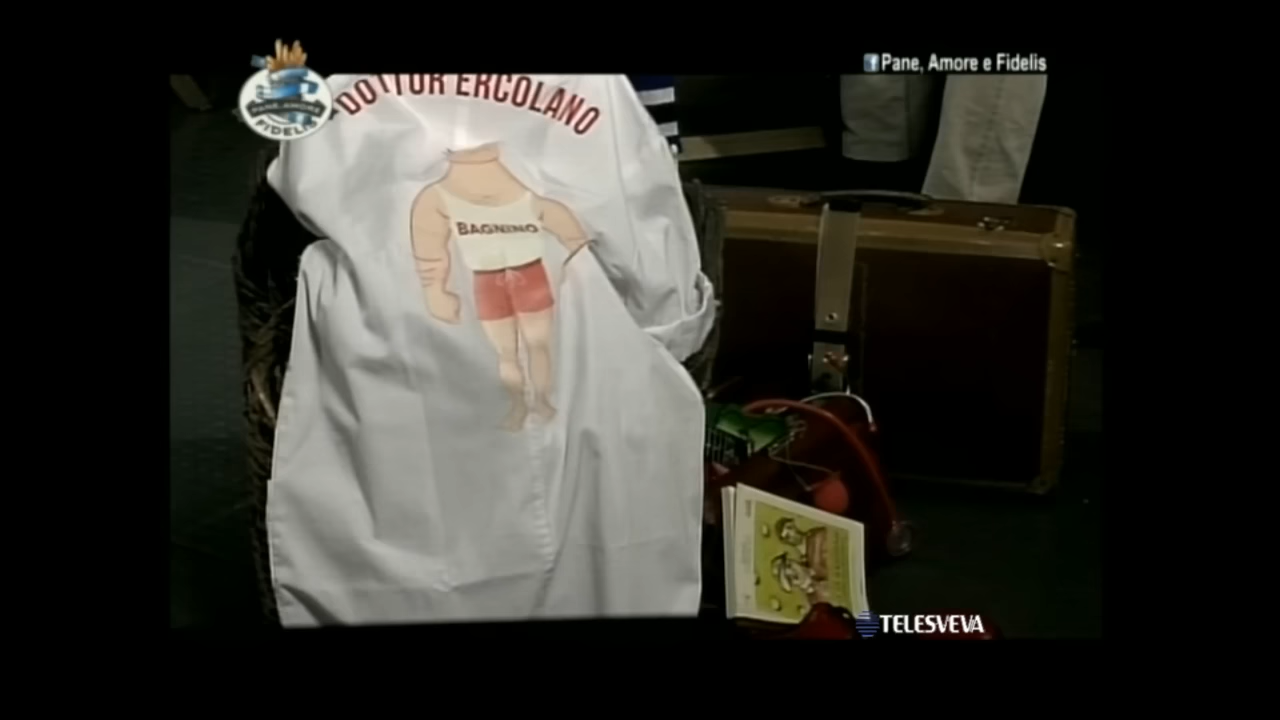 Pane, Amore e Fidelis
PANE, AMORE
FIDELIS
DOTTOR ERCOLANO
BAGNINO
TELESVEVA